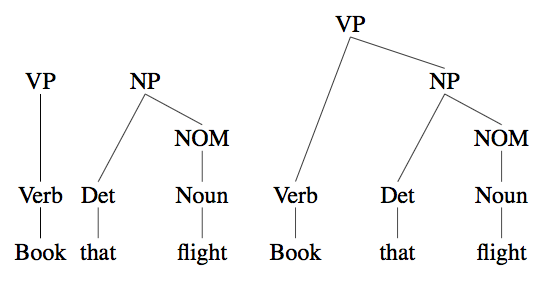 VP
VP NP NP
NOM NOM
Verb Det Noun Verb Det Noun
Book that flight Book that flight